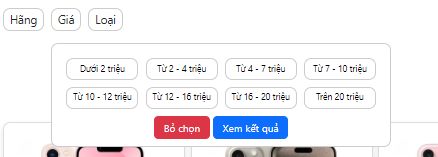 Hãng Giá Loại
Dưới 2 triệu Từ 2 - 4 triệu Từ 4 - 7 triệu Từ 7 - 10 triệu
Từ 10 - 12 triệu Từ 12 - 16 triệu Từ 16 - 20 triệu Trên 20 triệu
Bỏ chọn Xem kết quả